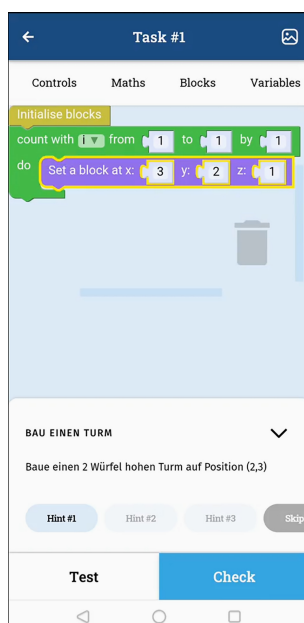 Task #1
Controls Maths Blocks Variables
Initialise blocks
count with i from 1 to 1 by 1
do Set a block at x: 3 y: 2 z: 1
BAU EINEN TURM
Baue einen 2 Würfel hohen Turm auf Position (2,3)
Hint #1 Hint #2 Hint #3 Skip
Test Check